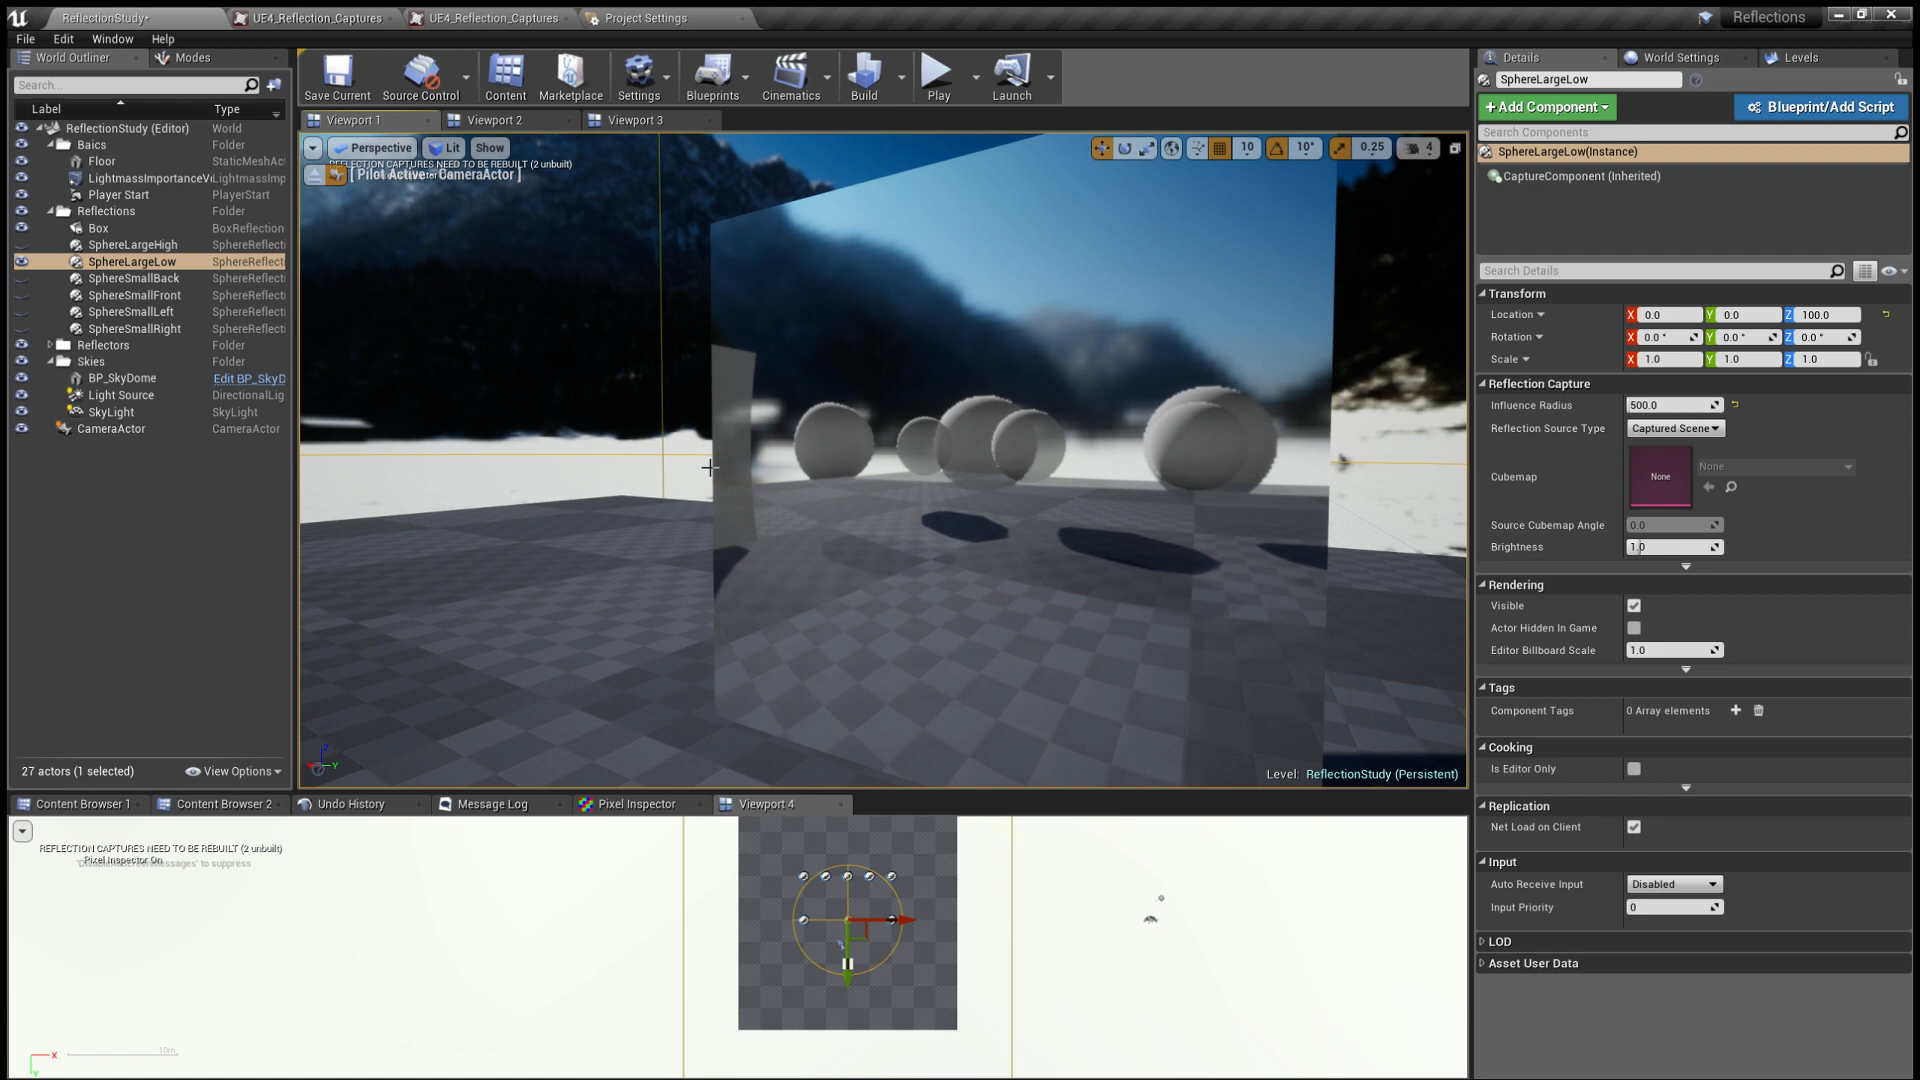 ReflectionStudy*
UE4_Reflection_Captures
UE4_Reflection_Captures
Project Settings
Reflections
File Edit Window Help
World Outliner
Modes
Search...
Label Type
ReflectionStudy (Editor) World
Baics Folder
Floor StaticMeshAct
LightmassImportanceVo LightmassImp
Player Start PlayerStart
Reflections Folder
Box BoxReflection
SphereLargeHigh SphereReflecti
SphereLargeLow SphereReflecti
SphereSmallBack SphereReflecti
SphereSmallFront SphereReflecti
SphereSmallLeft SphereReflecti
SphereSmallRight SphereReflecti
Reflectors Folder
Skies Folder
BP_SkyDome Edit BP_SkyD
Light Source DirectionalLig
SkyLight SkyLight
CameraActor CameraActor
27 actors (1 selected)
View Options
Save Current
Source Control
Content
Marketplace
Settings
Blueprints
Cinematics
Build
Play
Launch
Viewport 1
Viewport 2
Viewport 3
Perspective
Lit
Show
10
10°
0.25
4
REFLECTION CAPTURES NEED TO BE REBUILT (2 unbuilt)
[ Pilot Active - CameraActor ]
Z
Y
Level: ReflectionStudy (Persistent)
Content Browser 1
Content Browser 2
Undo History
Message Log
Pixel Inspector
Viewport 4
REFLECTION CAPTURES NEED TO BE REBUILT (2 unbuilt)
Pixel Inspector On
'DisableAllScreenMessages' to suppress
X
10m
Y
Details
World Settings
Levels
SphereLargeLow
+Add Component
Blueprint/Add Script
Search Components
SphereLargeLow(Instance)
CaptureComponent (Inherited)
Search Details
Transform
Location X 0.0 Y 0.0 Z 100.0
Rotation X 0.0 ° Y 0.0 ° Z 0.0 °
Scale X 1.0 Y 1.0 Z 1.0
Reflection Capture
Influence Radius 500.0
Reflection Source Type Captured Scene
Cubemap None None
Source Cubemap Angle 0.0
Brightness 1.0
Rendering
Visible
Actor Hidden In Game
Editor Billboard Scale 1.0
Tags
Component Tags 0 Array elements
Cooking
Is Editor Only
Replication
Net Load on Client
Input
Auto Receive Input Disabled
Input Priority 0
LOD
Asset User Data